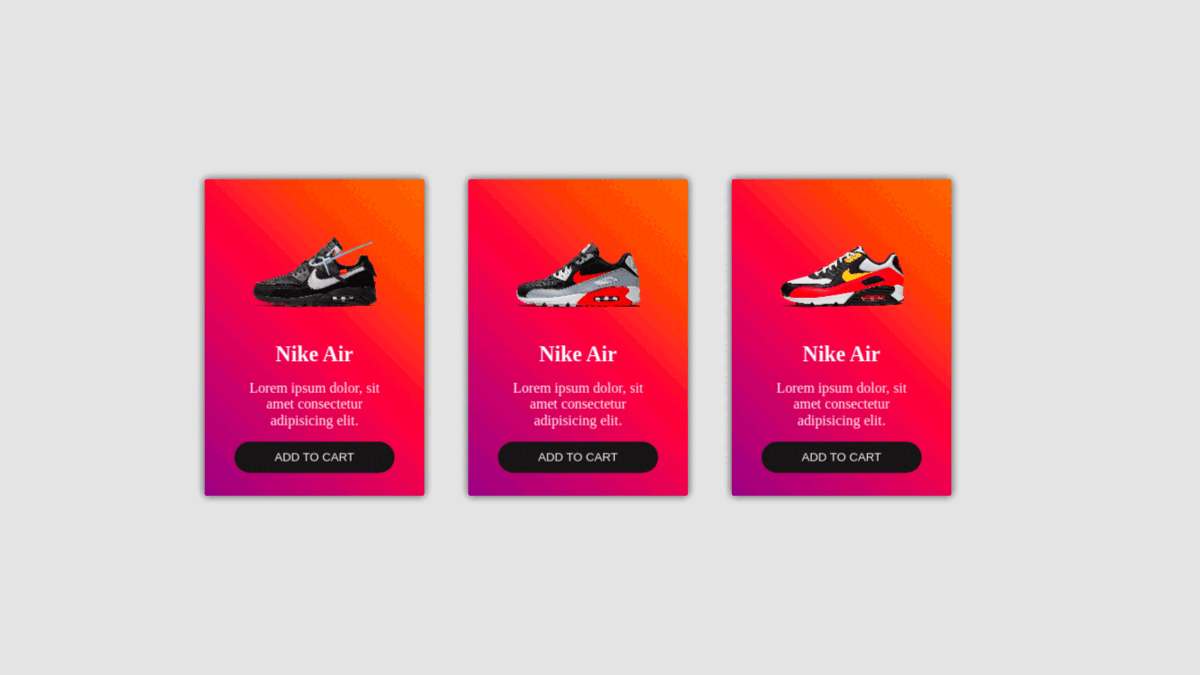 Nike Air
Lorem ipsum dolor, sit
amet consectetur
adipisicing elit.
ADD TO CART
Nike Air
Lorem ipsum dolor, sit
amet consectetur
adipisicing elit.
ADD TO CART
Nike Air
Lorem ipsum dolor, sit
amet consectetur
adipisicing elit.
ADD TO CART